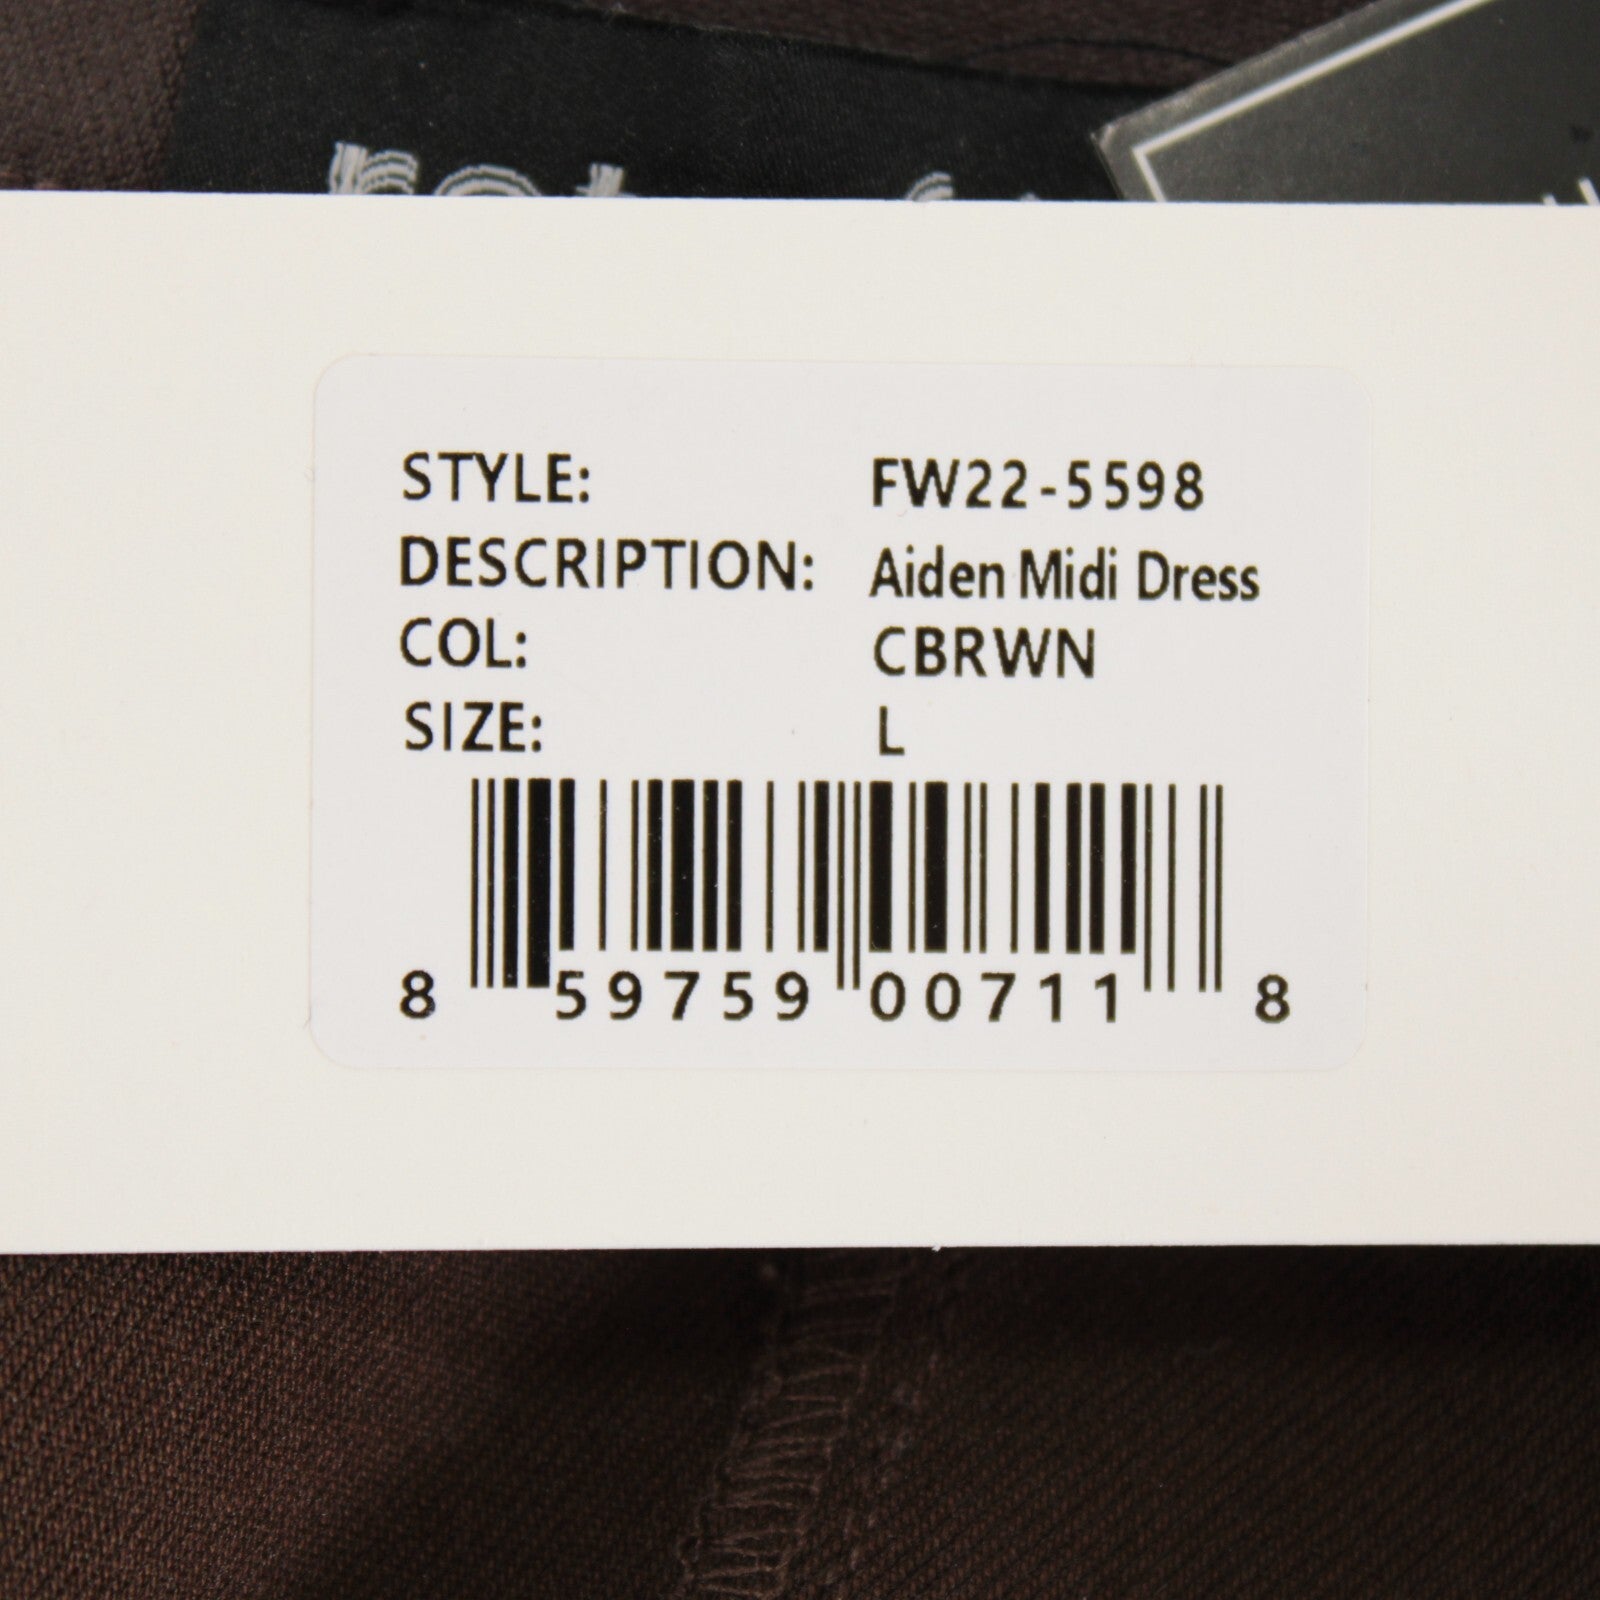 STYLE: FW22-5598
DESCRIPTION: Aiden Midi Dress
COL: CBRWN
SIZE: L
8 59759 00711 8